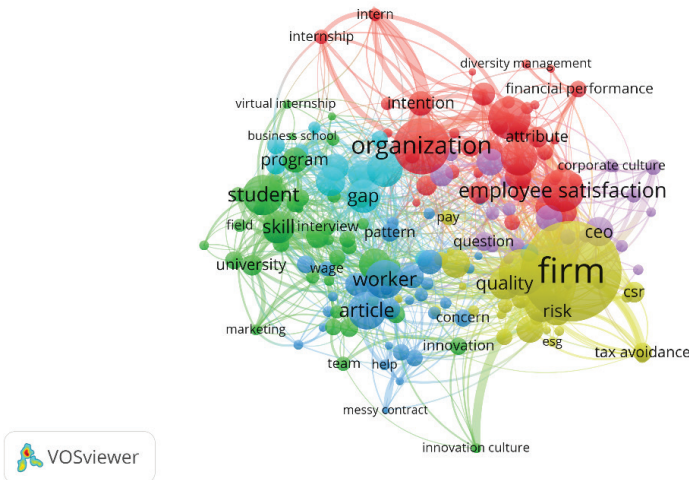 intern
internship
diversity management
financial performance
virtual internship
intention
business school
attribute
organization
program
corporate culture
student
gap
employee satisfaction
pay
field
skill
interview
pattern
question
ceo
university
wage
worker
quality
firm
csr
article
concern
risk
marketing
innovation
esg
tax avoidance
team
help
messy contract
innovation culture
VOSviewer